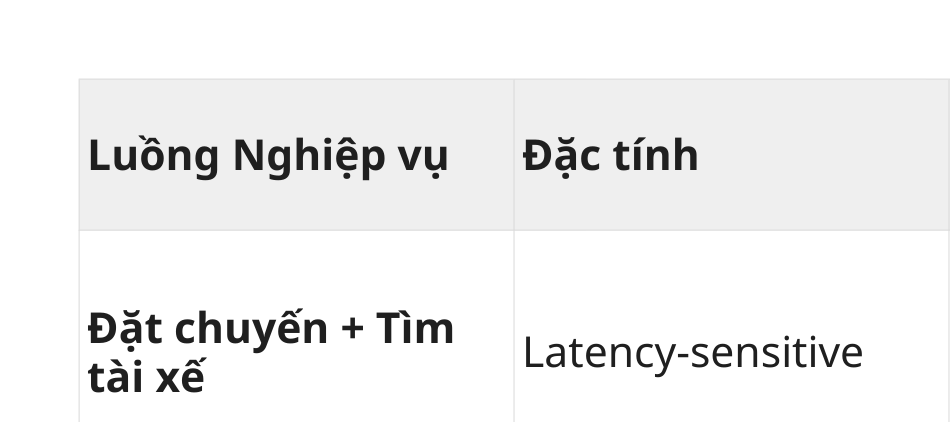 Luồng Nghiệp vụ
Đặc tính
Đặt chuyến + Tìm
tài xế
Latency-sensitive